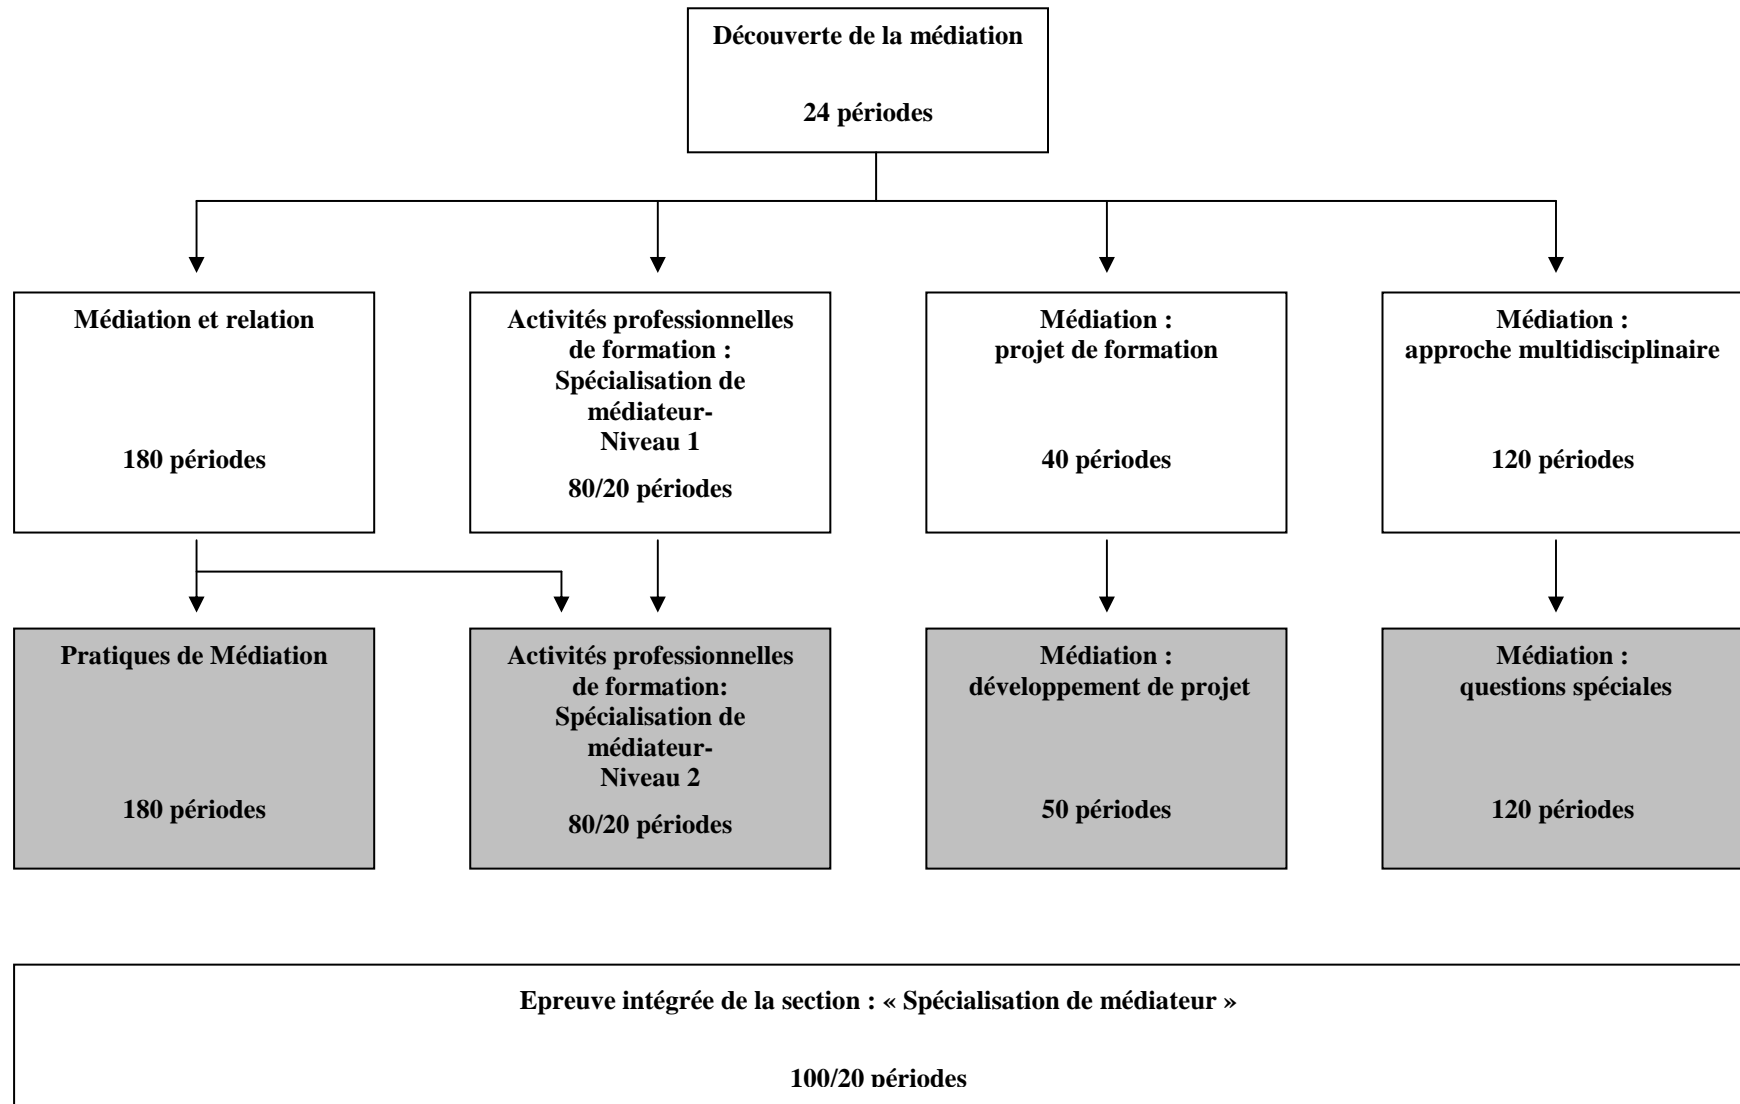 Découverte de la médiation
24 périodes
Médiation et relation
180 périodes
Activités professionnelles
de formation :
Spécialisation de
médiateur-
Niveau 1
80/20 périodes
Médiation :
projet de formation
40 périodes
Médiation :
approche multidisciplinaire
120 périodes
Pratiques de Médiation
180 périodes
Activités professionnelles
de formation:
Spécialisation de
médiateur-
Niveau 2
80/20 périodes
Médiation :
développement de projet
50 périodes
Médiation :
questions spéciales
120 périodes
Epreuve intégrée de la section : « Spécialisation de médiateur »
100/20 périodes